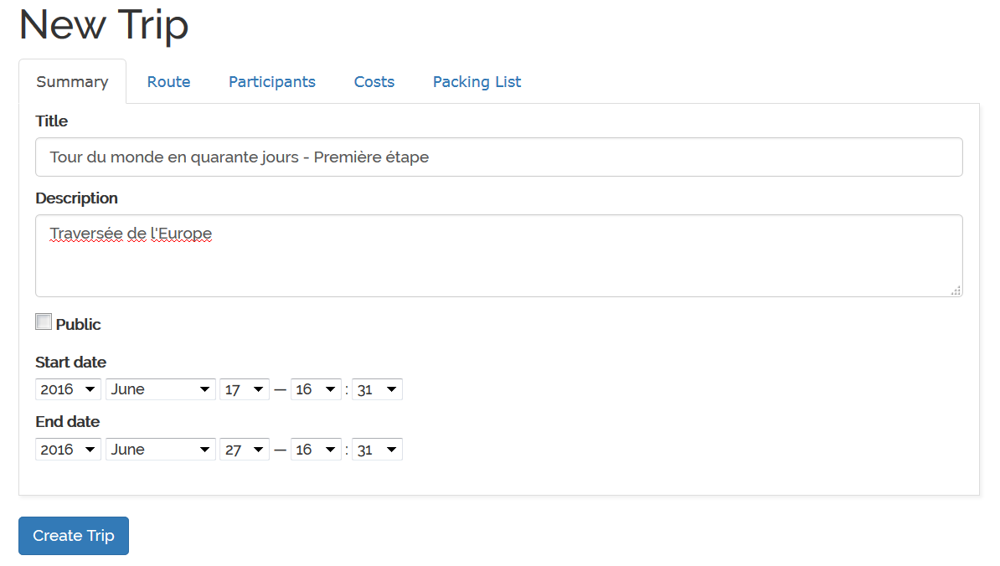 New Trip
Summary Route Participants Costs Packing List
Title
Tour du monde en quarante jours - Première étape
Description
Traversée de l'Europe
Public
Start date
2016 June 17 — 16 : 31
End date
2016 June 27 — 16 : 31
Create Trip